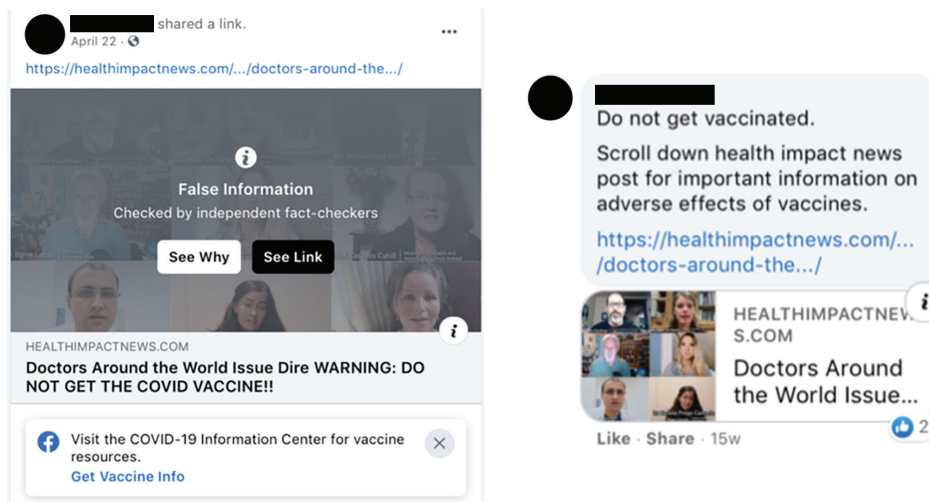 shared a link.
April 22 ·
https://healthimpactnews.com/.../doctors-around-the.../
False Information
Checked by independent fact-checkers
See Why
See Link
HEALTHIMPACTNEWS.COM
Doctors Around the World Issue Dire WARNING: DO
NOT GET THE COVID VACCINE!!
Visit the COVID-19 Information Center for vaccine
resources.
Get Vaccine Info
Do not get vaccinated.
Scroll down health impact news
post for important information on
adverse effects of vaccines.
https://healthimpactnews.com/...
/doctors-around-the.../
HEALTHIMPACTNEW
S.COM
Doctors Around
the World Issue...
Like · Share · 15w
2